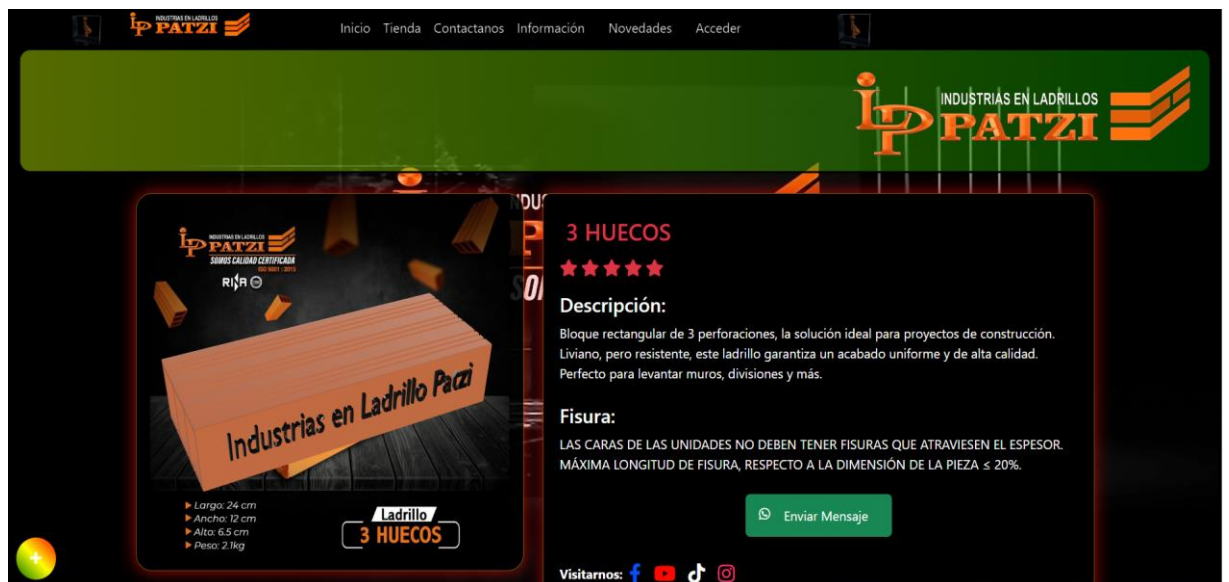 INDUSTRIAS EN LADRILLOS
PATZI
Inicio Tienda Contactanos Información Novedades Acceder
INDUSTRIAS EN LADRILLOS
PATZI
INDUSTRIAS EN LADRILLOS
PATZI
SOMOS CALIDAD CERTIFICADA
ISO 9001 : 2015
RINA
Industrias en Ladrillo Patzi
Largo: 24 cm
Ancho: 12 cm
Alto: 6.5 cm
Peso: 2.1kg
Ladrillo
3 HUECOS
3 HUECOS
Descripción:
Bloque rectangular de 3 perforaciones, la solución ideal para proyectos de construcción.
Liviano, pero resistente, este ladrillo garantiza un acabado uniforme y de alta calidad.
Perfecto para levantar muros, divisiones y más.
Fisura:
LAS CARAS DE LAS UNIDADES NO DEBEN TENER FISURAS QUE ATRAVIESEN EL ESPESOR.
MÁXIMA LONGITUD DE FISURA, RESPECTO A LA DIMENSIÓN DE LA PIEZA ≤ 20%.
Enviar Mensaje
Visitarnos:
+